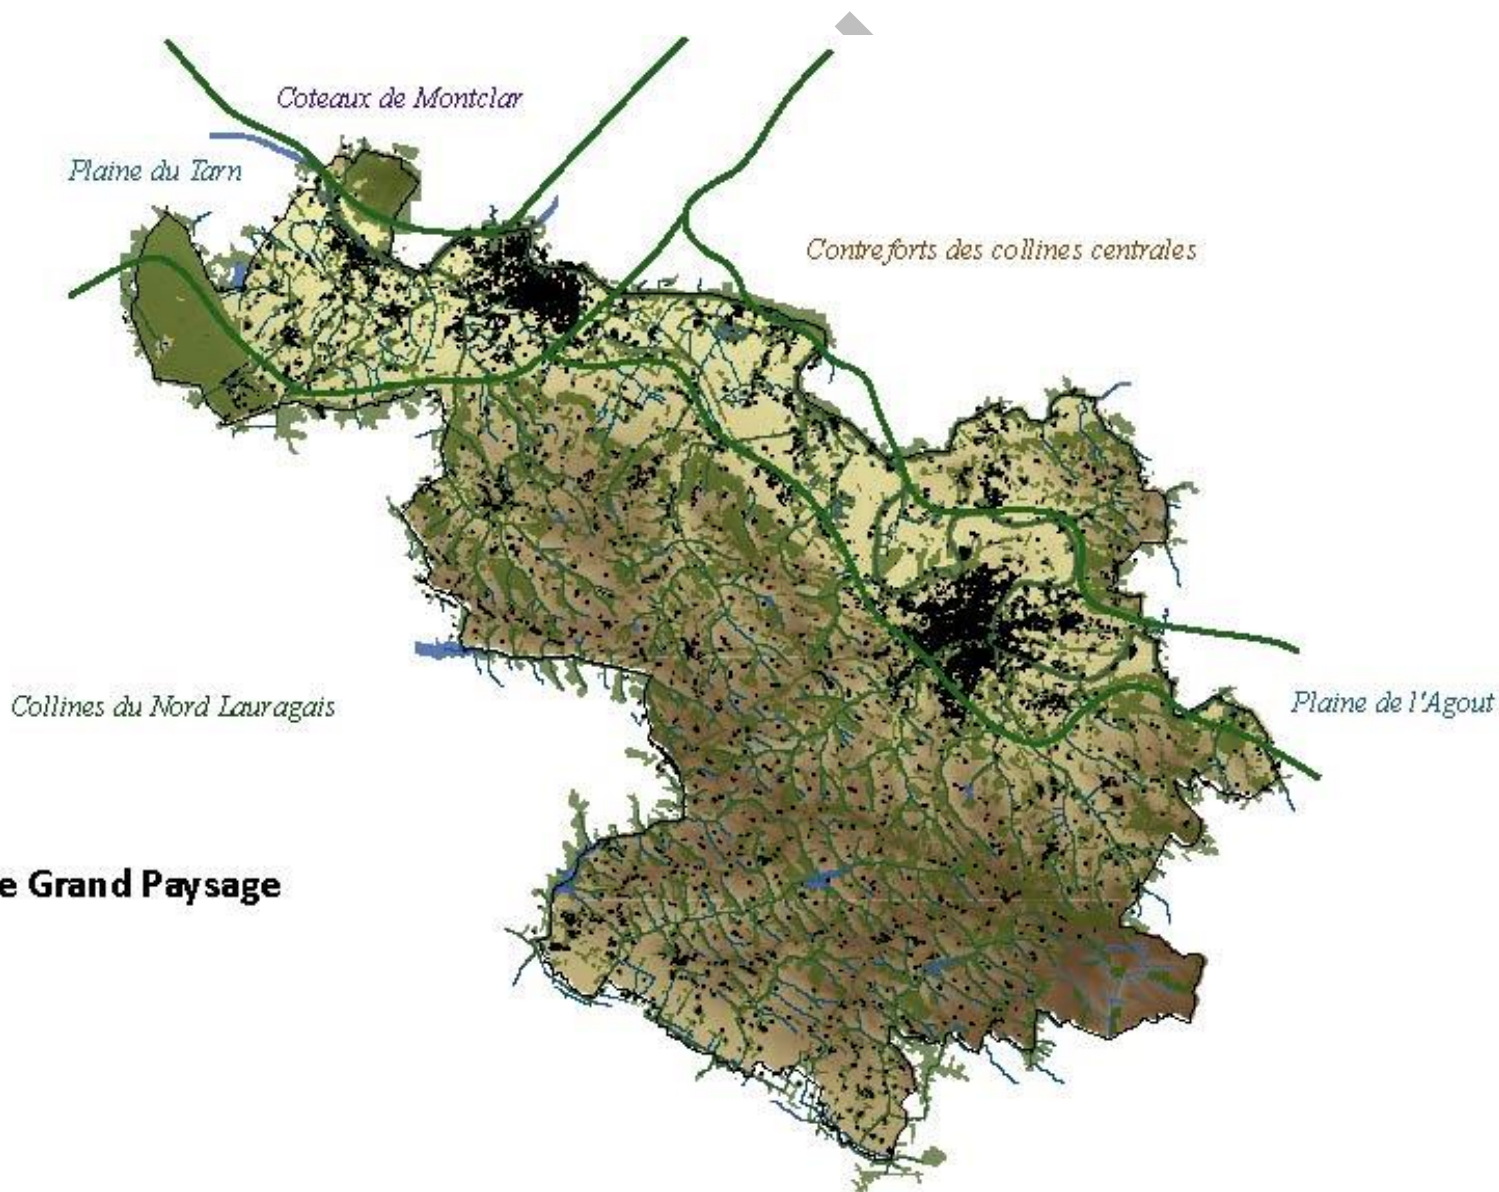 Coteaux de Montclar
Plaine du Tarn
Contreforts des collines centrales
Collines du Nord Lauragais
Plaine de l'Agout
e Grand Paysage